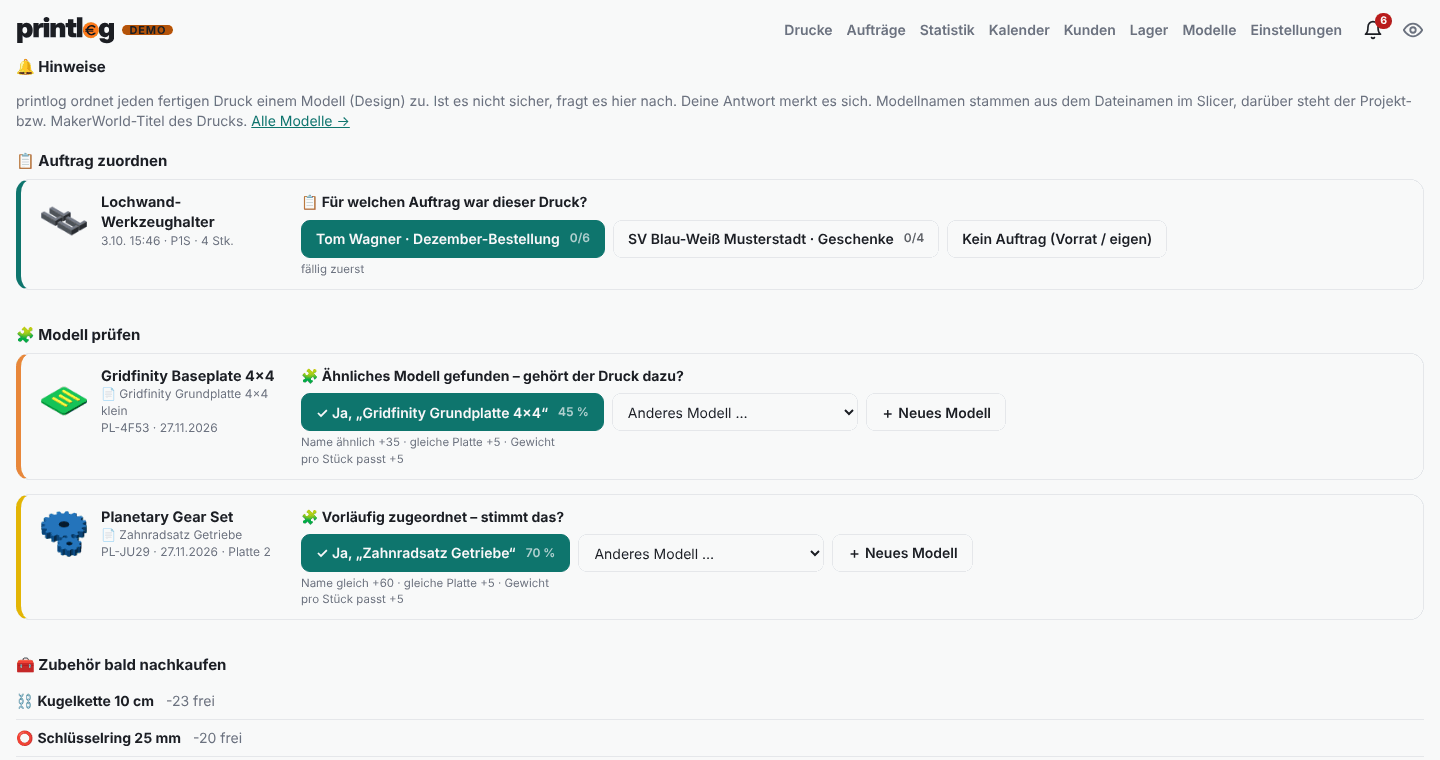 printl€g DEMO
Drucke Aufträge Statistik Kalender Kunden Lager Modelle Einstellungen 6
🔔 Hinweise
printlog ordnet jeden fertigen Druck einem Modell (Design) zu. Ist es nicht sicher, fragt es hier nach. Deine Antwort merkt es sich. Modellnamen stammen aus dem Dateinamen im Slicer, darüber steht der Projekt-
bzw. MakerWorld-Titel des Drucks. Alle Modelle →
📋 Auftrag zuordnen
Lochwand-
Werkzeughalter
3.10. 15:46 · P1S · 4 Stk.
📋 Für welchen Auftrag war dieser Druck?
Tom Wagner · Dezember-Bestellung 0/6
SV Blau-Weiß Musterstadt · Geschenke 0/4
Kein Auftrag (Vorrat / eigen)
fällig zuerst
🧩 Modell prüfen
Gridfinity Baseplate 4×4
📄 Gridfinity Grundplatte 4×4
klein
PL-4F53 · 27.11.2026
🧩 Ähnliches Modell gefunden – gehört der Druck dazu?
✓ Ja, „Gridfinity Grundplatte 4×4“ 45 %
Anderes Modell ...
+ Neues Modell
Name ähnlich +35 · gleiche Platte +5 · Gewicht
pro Stück passt +5
Planetary Gear Set
📄 Zahnradsatz Getriebe
PL-JU29 · 27.11.2026 · Platte 2
🧩 Vorläufig zugeordnet – stimmt das?
✓ Ja, „Zahnradsatz Getriebe“ 70 %
Anderes Modell ...
+ Neues Modell
Name gleich +60 · gleiche Platte +5 · Gewicht
pro Stück passt +5
🧰 Zubehör bald nachkaufen
⛓️ Kugelkette 10 cm -23 frei
⭕ Schlüsselring 25 mm -20 frei